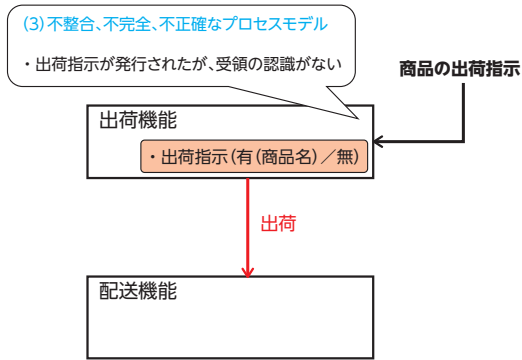 (3)不整合、不完全、不正確なプロセスモデル
・出荷指示が発行されたが、受領の認識がない
商品の出荷指示
出荷機能
・出荷指示(有(商品名)／無)
出荷
配送機能